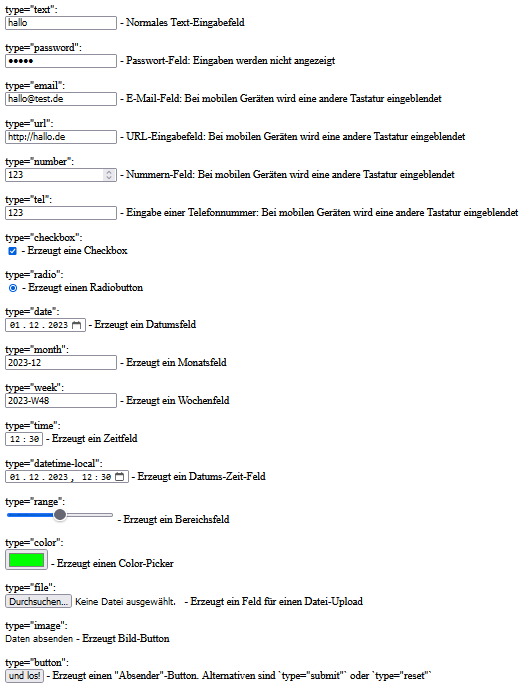 type="text":
hallo - Normales Text-Eingabefeld
type="password":
●●●●● - Passwort-Feld: Eingaben werden nicht angezeigt
type="email":
hallo@test.de - E-Mail-Feld: Bei mobilen Geräten wird eine andere Tastatur eingeblendet
type="url":
http://hallo.de - URL-Eingabefeld: Bei mobilen Geräten wird eine andere Tastatur eingeblendet
type="number":
123 - Nummern-Feld: Bei mobilen Geräten wird eine andere Tastatur eingeblendet
type="tel":
123 - Eingabe einer Telefonnummer: Bei mobilen Geräten wird eine andere Tastatur eingeblendet
type="checkbox":
- Erzeugt eine Checkbox
type="radio":
- Erzeugt einen Radiobutton
type="date":
01.12.2023 - Erzeugt ein Datumsfeld
type="month":
2023-12 - Erzeugt ein Monatsfeld
type="week":
2023-W48 - Erzeugt ein Wochenfeld
type="time":
12:30 - Erzeugt ein Zeitfeld
type="datetime-local":
01.12.2023, 12:30 - Erzeugt ein Datums-Zeit-Feld
type="range":
- Erzeugt ein Bereichsfeld
type="color":
- Erzeugt einen Color-Picker
type="file":
Durchsuchen... Keine Datei ausgewählt. - Erzeugt ein Feld für einen Datei-Upload
type="image":
Daten absenden - Erzeugt Bild-Button
type="button":
und los! - Erzeugt einen "Absender"-Button. Alternativen sind `type="submit"` oder `type="reset"`